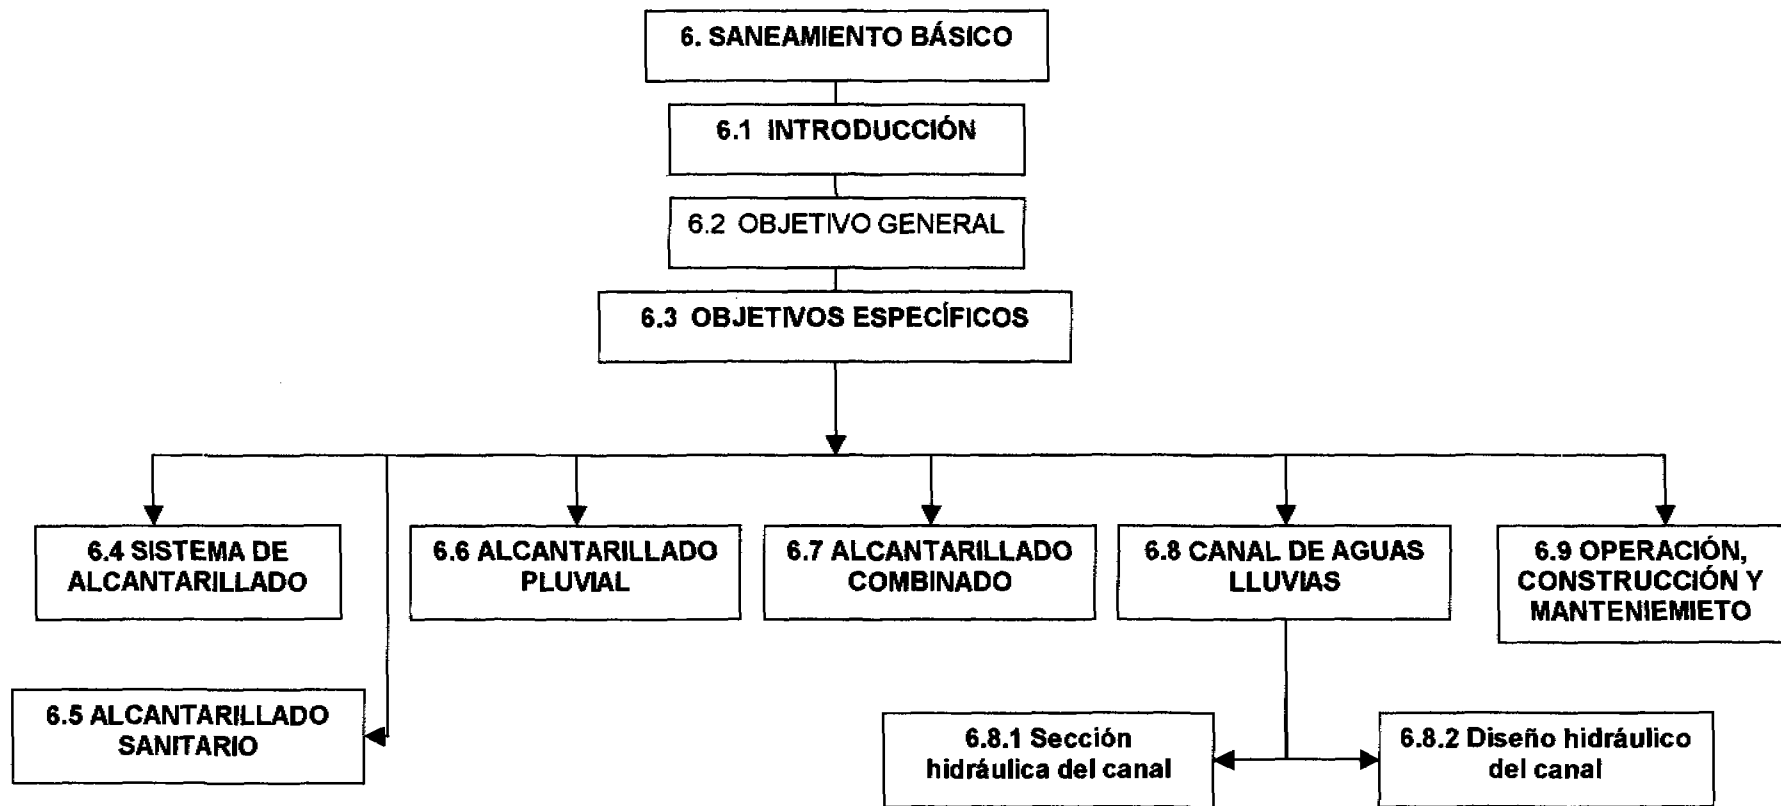 6. SANEAMIENTO BÁSICO
6.1 INTRODUCCIÓN
6.2 OBJETIVO GENERAL
6.3 OBJETIVOS ESPECÍFICOS
6.4 SISTEMA DE
ALCANTARILLADO
6.6 ALCANTARILLADO
PLUVIAL
6.7 ALCANTARILLADO
COMBINADO
6.8 CANAL DE AGUAS
LLUVIAS
6.9 OPERACIÓN,
CONSTRUCCIÓN Y
MANTENIEMIETO
6.5 ALCANTARILLADO
SANITARIO
6.8.1 Sección
hidráulica del canal
6.8.2 Diseño hidráulico
del canal